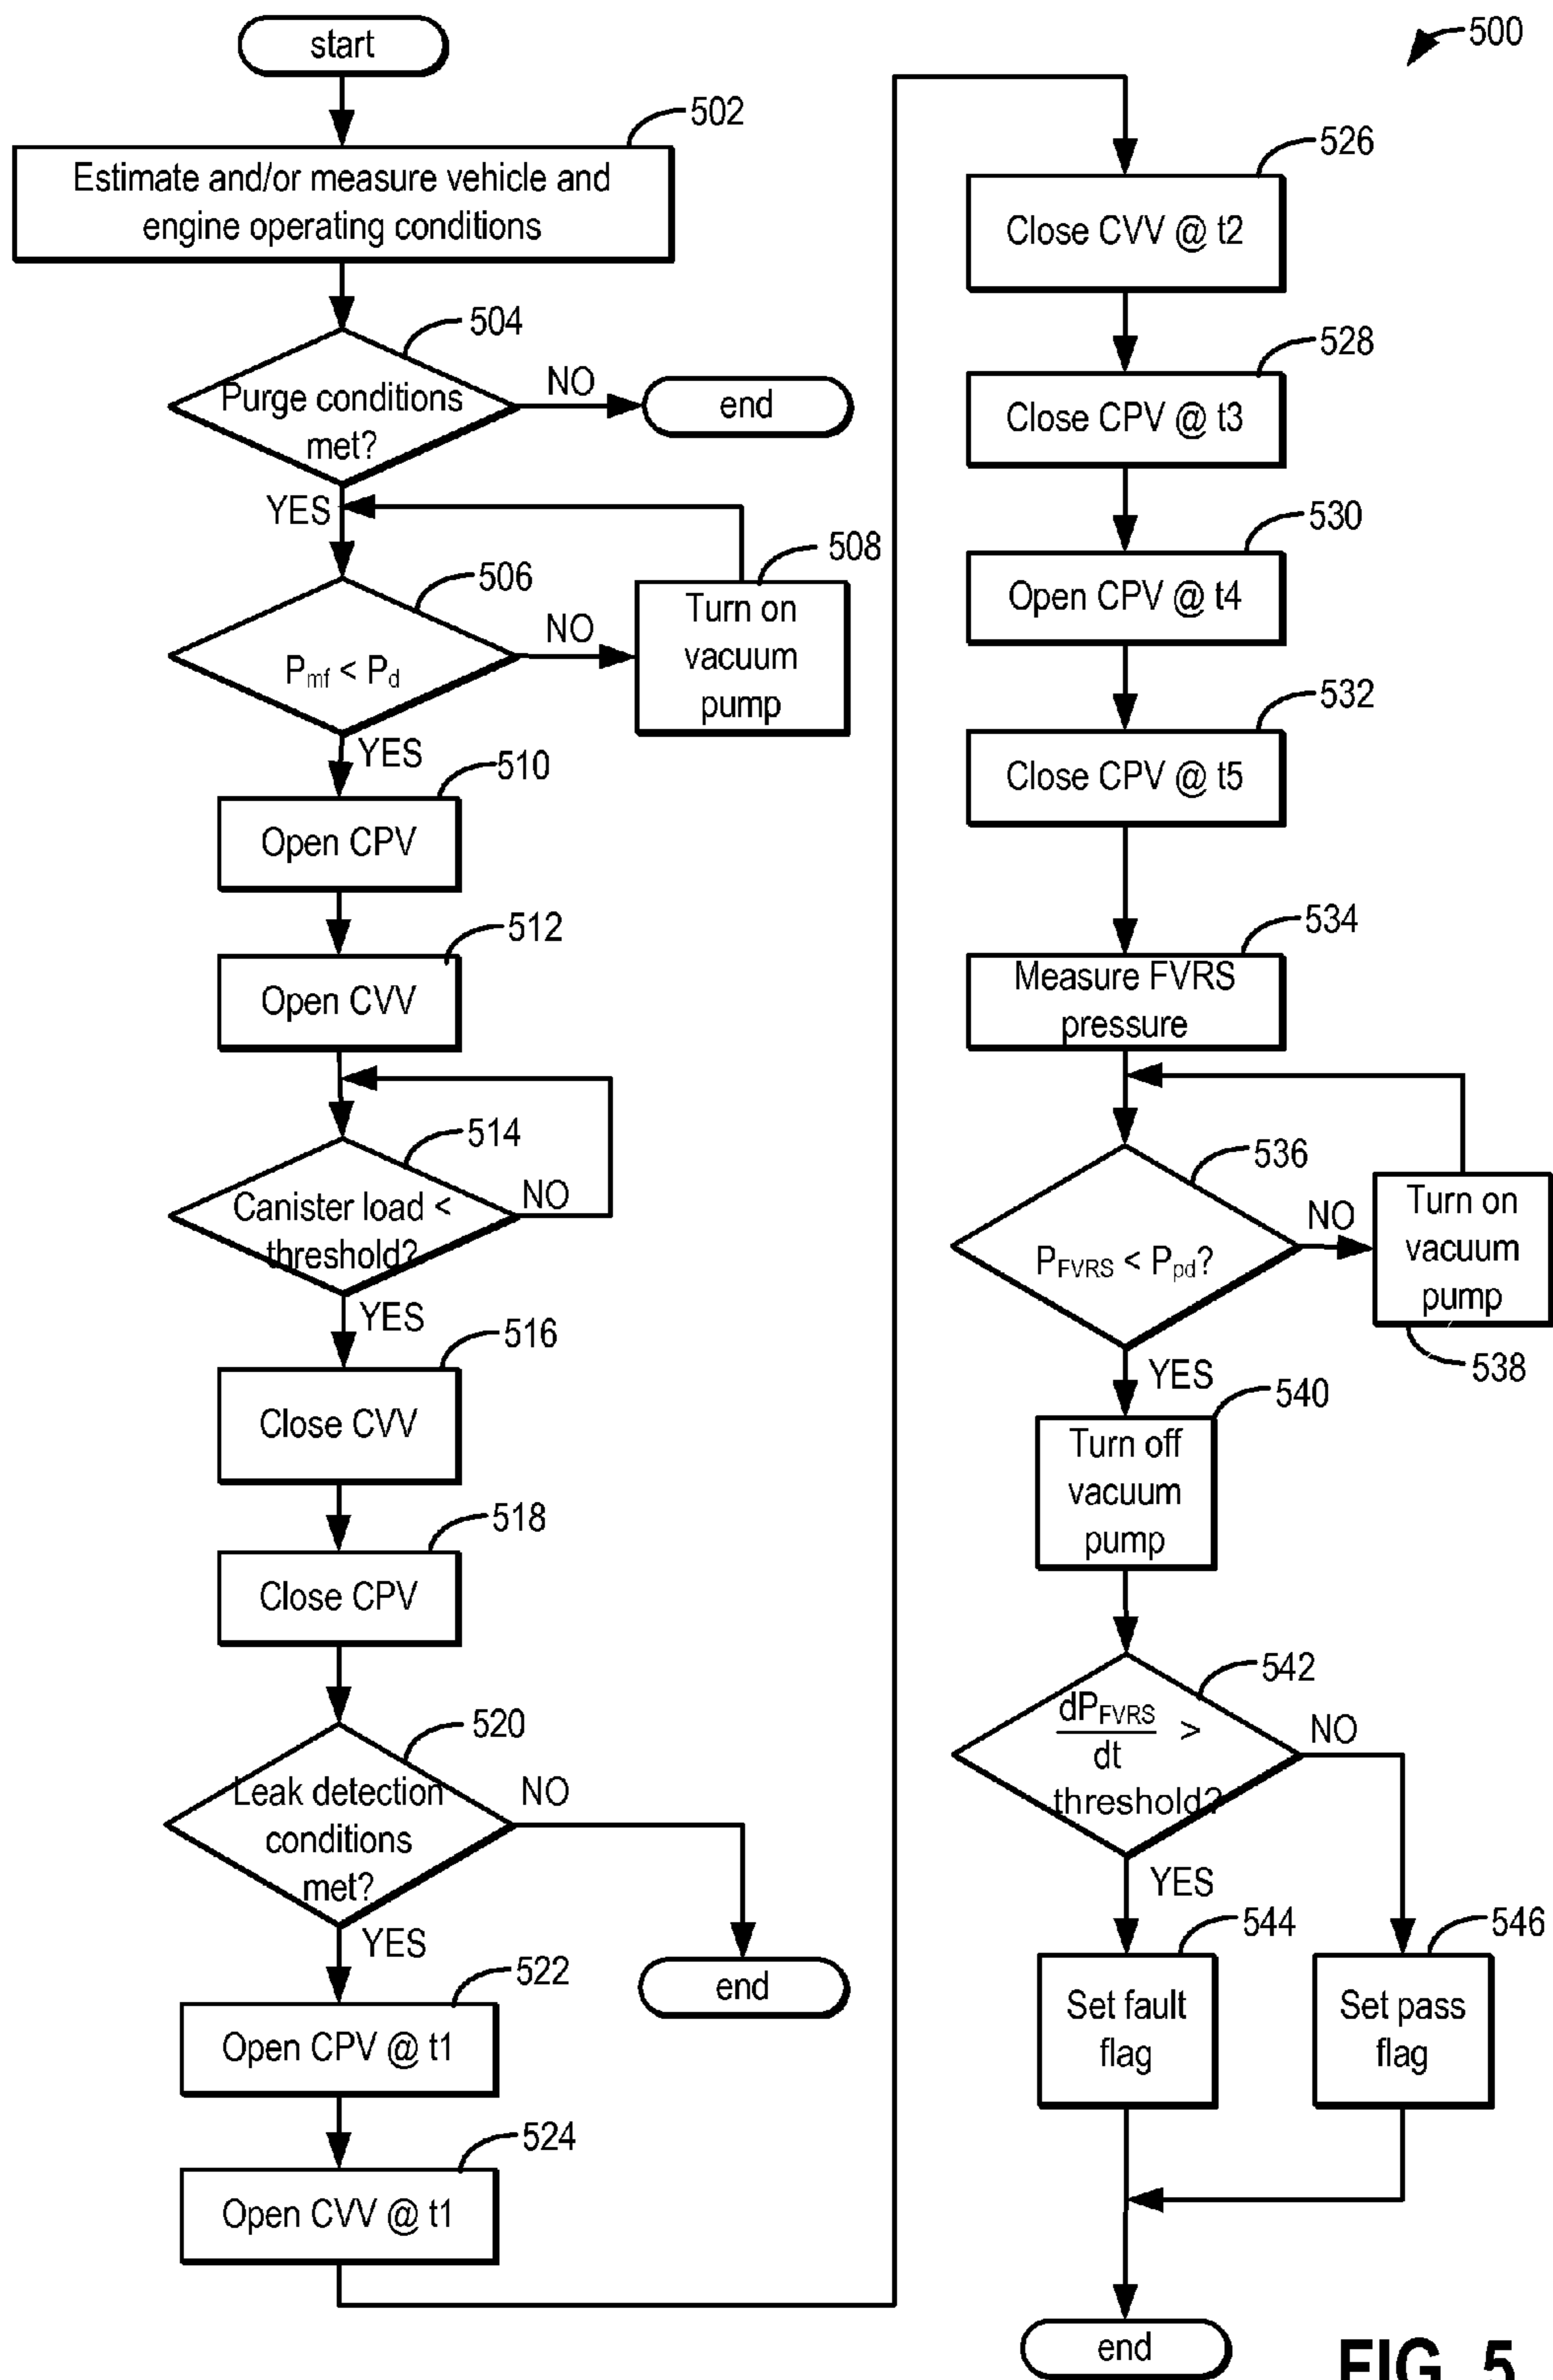 500
start
502
Estimate and/or measure vehicle and
engine operating conditions
504
Purge conditions
met?
NO
end
YES
506
Pmf < Pd
NO
508
Turn on
vacuum
pump
YES
510
Open CPV
512
Open CVV
514
Canister load <
threshold?
NO
YES
516
Close CVV
518
Close CPV
520
Leak detection
conditions
met?
NO
end
YES
522
Open CPV @ t1
524
Open CVV @ t1
526
Close CVV @ t2
528
Close CPV @ t3
530
Open CPV @ t4
532
Close CPV @ t5
534
Measure FVRS
pressure
536
PFVRS < Ppd?
NO
Turn on
vacuum
pump
538
YES
540
Turn off
vacuum
pump
542
dPFVRS
>
dt
threshold?
NO
YES
544
Set fault
flag
546
Set pass
flag
end
FIG. 5